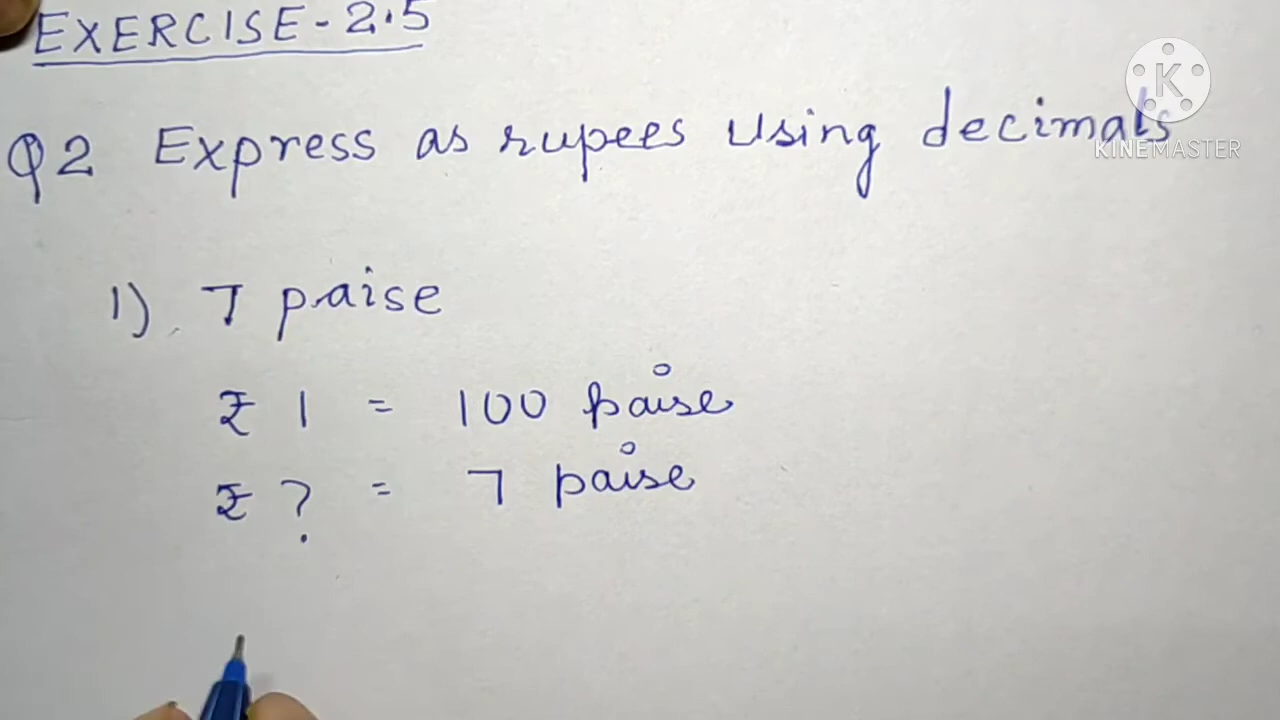 EXERCISE-2.5
K
KINEMASTER
Q2 Express as rupees using decimals
1) 7 paise
₹ 1 = 100 paise
₹ ? = 7 paise